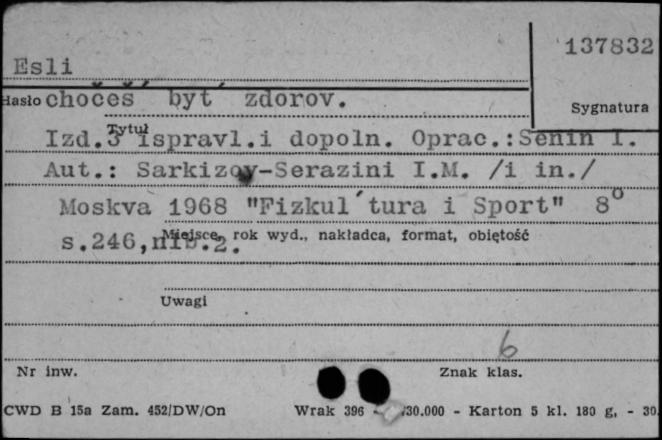 137832
Esli
Hasło chočeš byt´ zdorov.
Sygnatura
Tytuł
Izd.3 ispravl.i dopoln. Oprac.:Senin I.
Aut.: Sarkizov-Serazini I.M. /i in./
Moskva 1968 "Fizkul´tura i Sport" 8°
s.246,nlb.2.
Miejsce, rok wyd., nakładca, format, obiętość
Uwagi
6
Nr inw. Znak klas.
CWD B 15a Zam. 452/DW/On Wrak 396 - /30.000 - Karton 5 kl. 180 g, - 30.